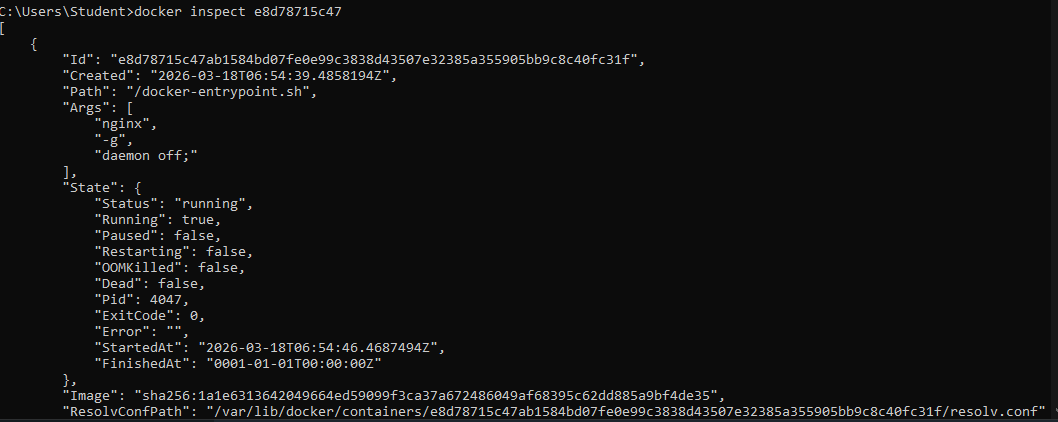 C:\Users\Student>docker inspect e8d78715c47
[
    {
        "Id": "e8d78715c47ab1584bd07fe0e99c3838d43507e32385a355905bb9c8c40fc31f",
        "Created": "2026-03-18T06:54:39.4858194Z",
        "Path": "/docker-entrypoint.sh",
        "Args": [
            "nginx",
            "-g",
            "daemon off;"
        ],
        "State": {
            "Status": "running",
            "Running": true,
            "Paused": false,
            "Restarting": false,
            "OOMKilled": false,
            "Dead": false,
            "Pid": 4047,
            "ExitCode": 0,
            "Error": "",
            "StartedAt": "2026-03-18T06:54:46.4687494Z",
            "FinishedAt": "0001-01-01T00:00:00Z"
        },
        "Image": "sha256:1a1e6313642049664ed59099f3ca37a672486049af68395c62dd885a9bf4de35",
        "ResolvConfPath": "/var/lib/docker/containers/e8d78715c47ab1584bd07fe0e99c3838d43507e32385a355905bb9c8c40fc31f/resolv.conf"